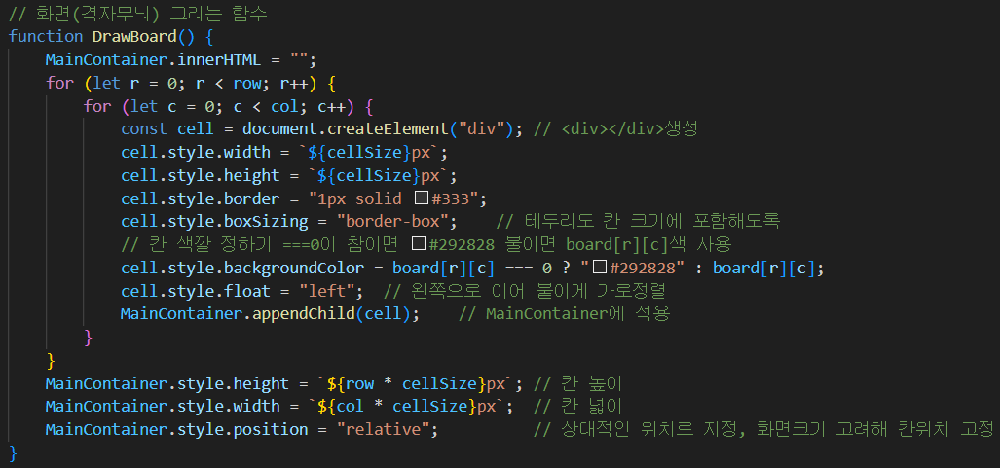 // 화면(격자무늬) 그리는 함수
function DrawBoard() {
MainContainer.innerHTML = "";
for (let r = 0; r < row; r++) {
for (let c = 0; c < col; c++) {
const cell = document.createElement("div"); // <div></div>생성
cell.style.width = `${cellSize}px`;
cell.style.height = `${cellSize}px`;
cell.style.border = "1px solid #333";
cell.style.boxSizing = "border-box"; // 테두리도 칸 크기에 포함해도록
// 칸 색깔 정하기 ===0이 참이면 #292828 불이면 board[r][c]색 사용
cell.style.backgroundColor = board[r][c] === 0 ? "#292828" : board[r][c];
cell.style.float = "left"; // 왼쪽으로 이어 붙이게 가로정렬
MainContainer.appendChild(cell); // MainContainer에 적용
}
}
MainContainer.style.height = `${row * cellSize}px`; // 칸 높이
MainContainer.style.width = `${col * cellSize}px`; // 칸 넓이
MainContainer.style.position = "relative"; // 상대적인 위치로 지정, 화면크기 고려해 칸위치 고정
}